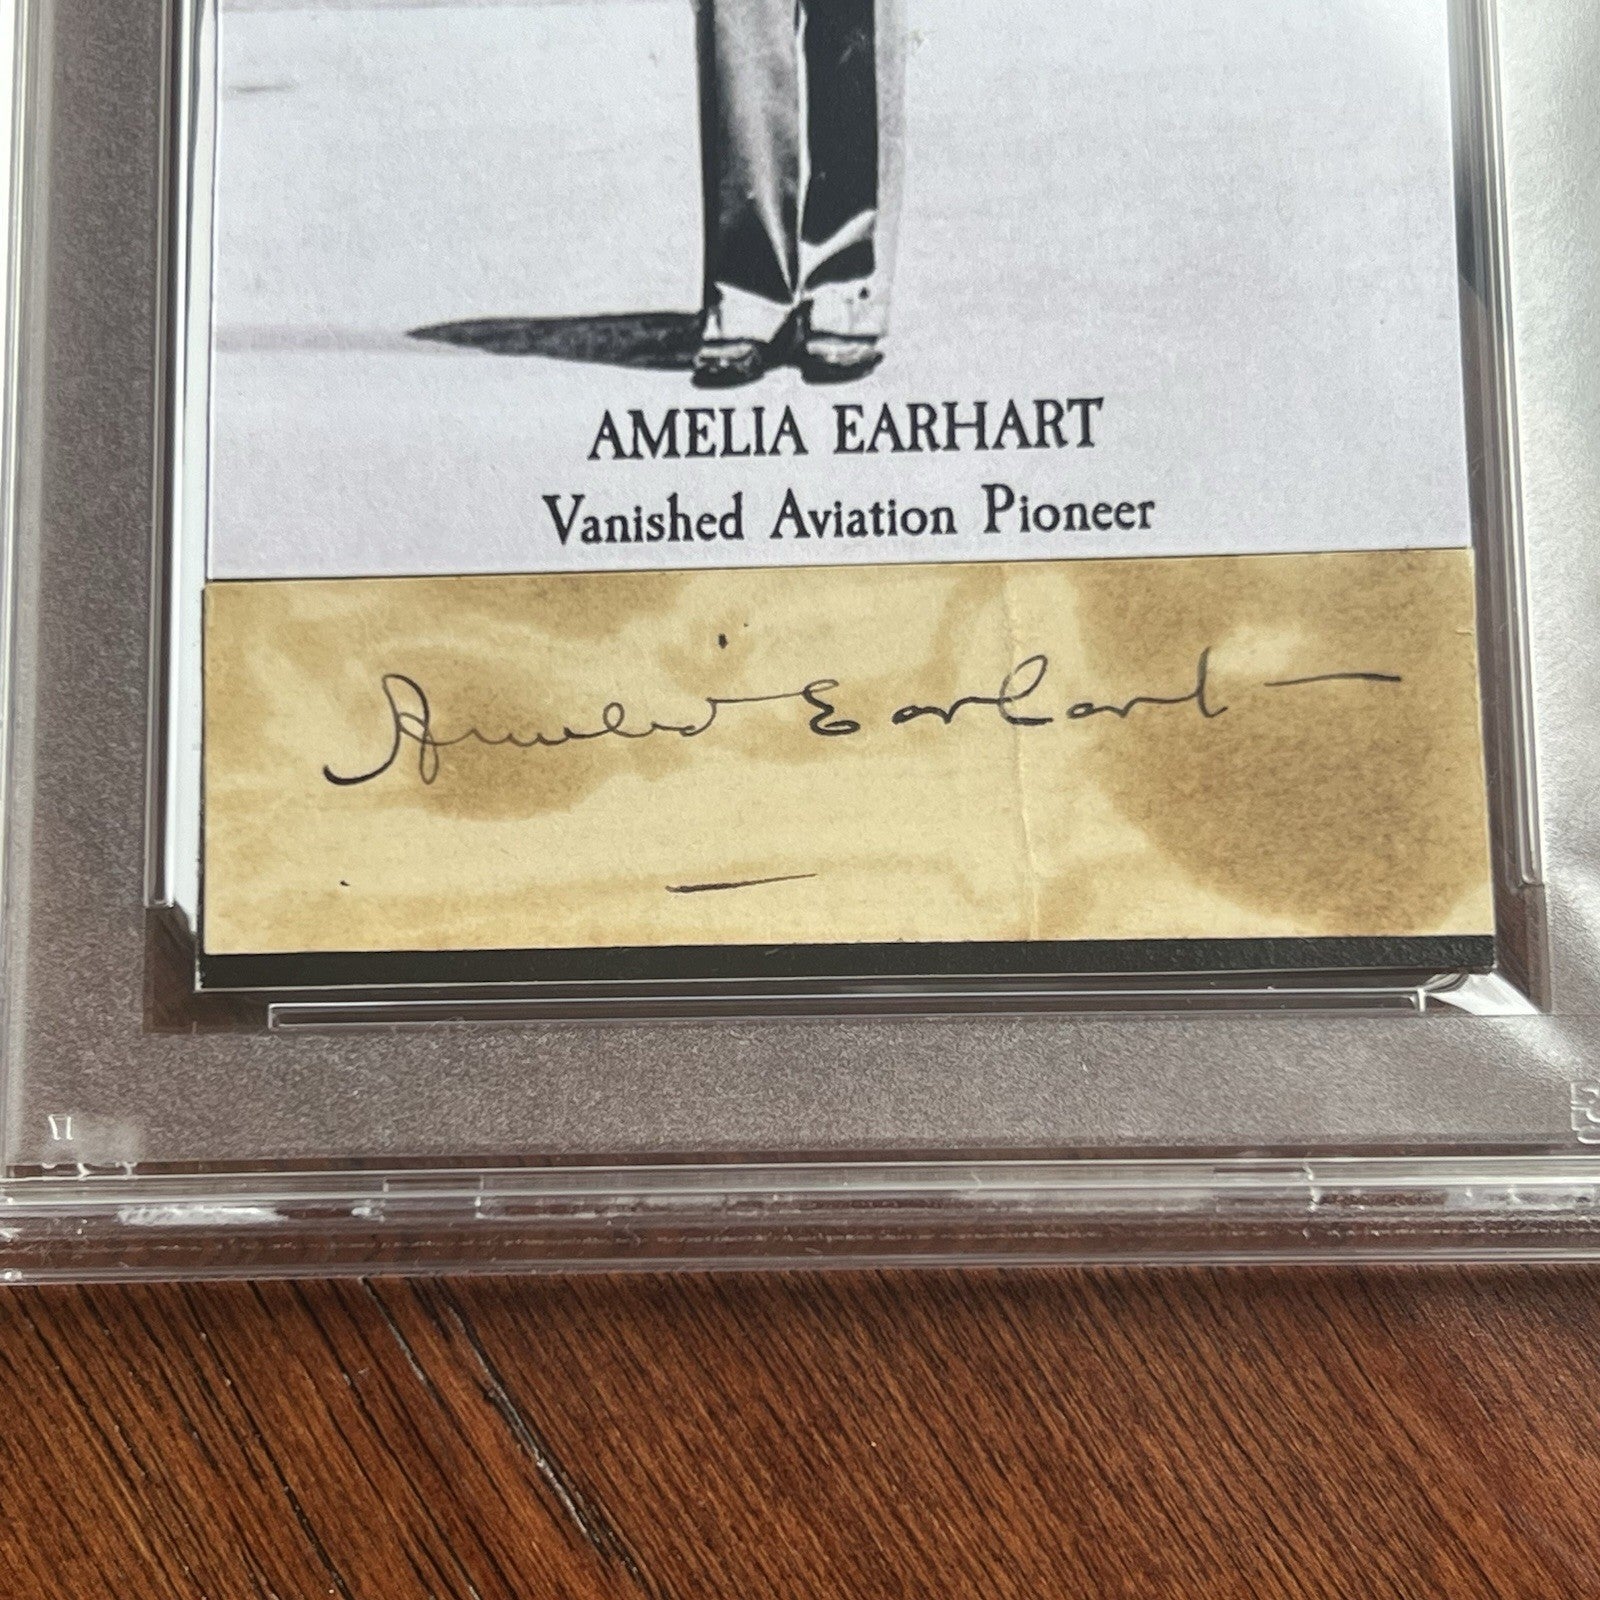 AMELIA EARHART
Vanished Aviation Pioneer
Amelia Earhart